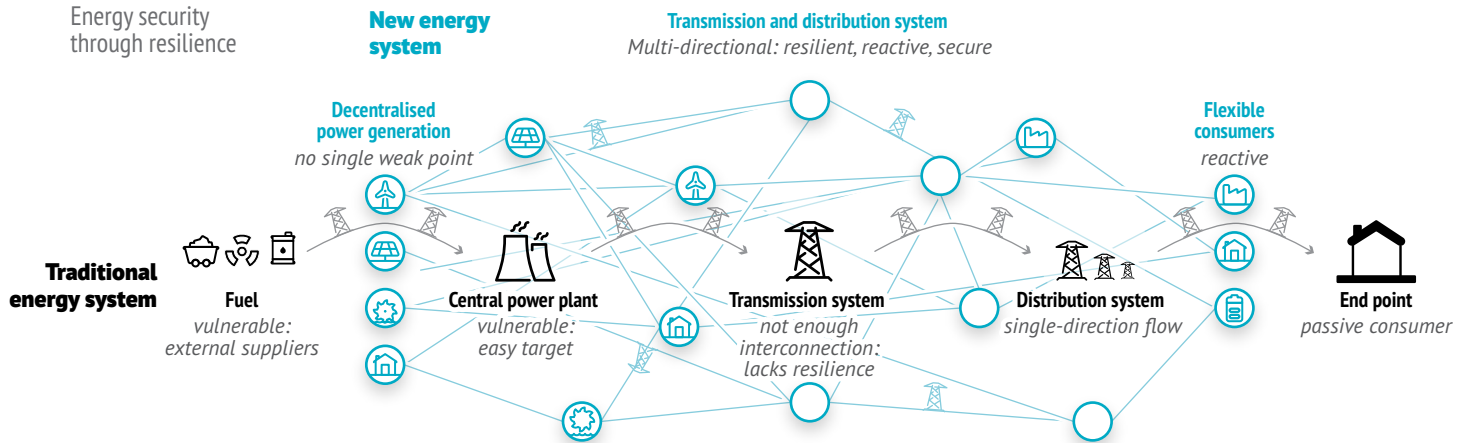 Energy security
through resilience
New energy
system
Transmission and distribution system
Multi-directional: resilient, reactive, secure
Decentralised
power generation
no single weak point
Flexible
consumers
reactive
Traditional
energy system
Fuel
vulnerable:
external suppliers
Central power plant
vulnerable:
easy target
Transmission system
not enough
interconnection:
lacks resilience
Distribution system
single-direction flow
End point
passive consumer